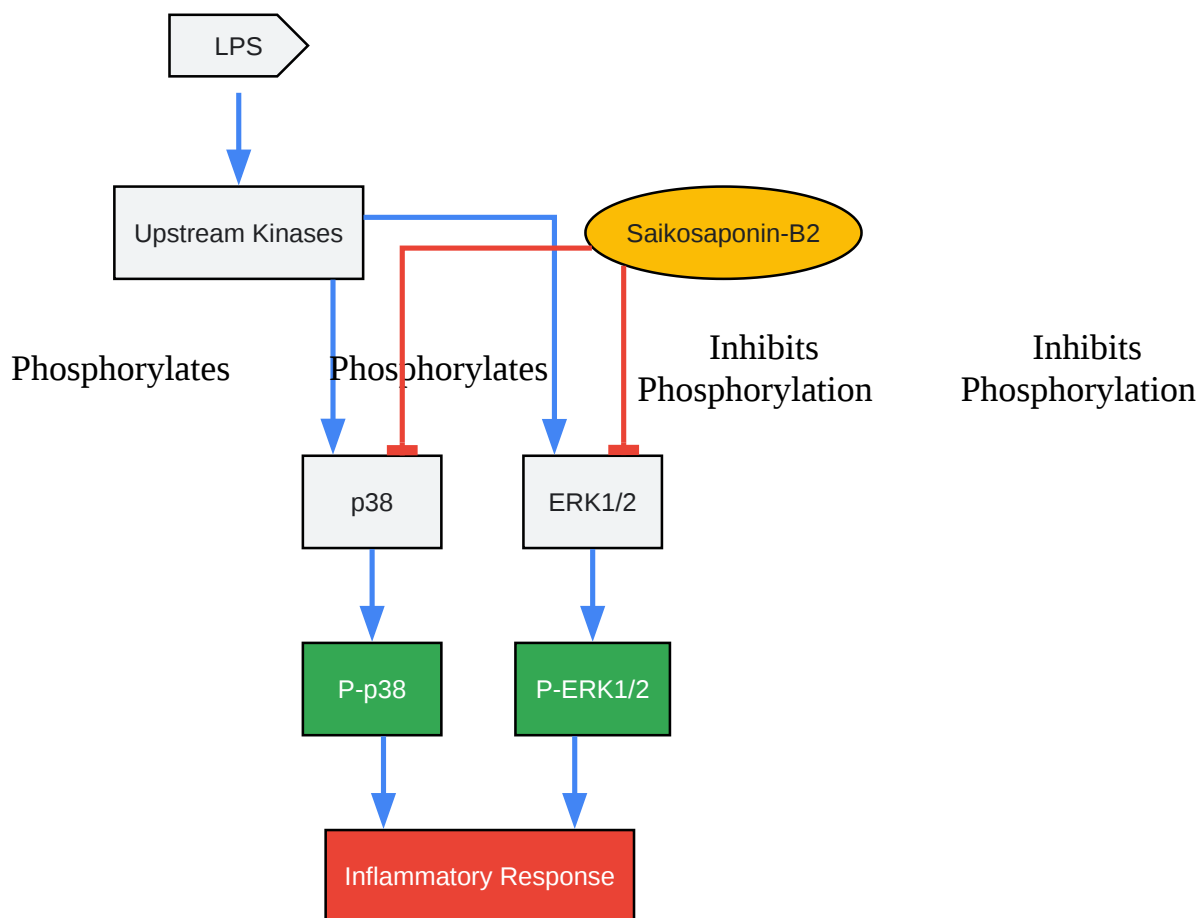 LPS
Upstream Kinases
Saikosaponin-B2
Phosphorylates
Phosphorylates
Inhibits
Phosphorylation
Inhibits
Phosphorylation
p38
ERK1/2
P-p38
P-ERK1/2
Inflammatory Response